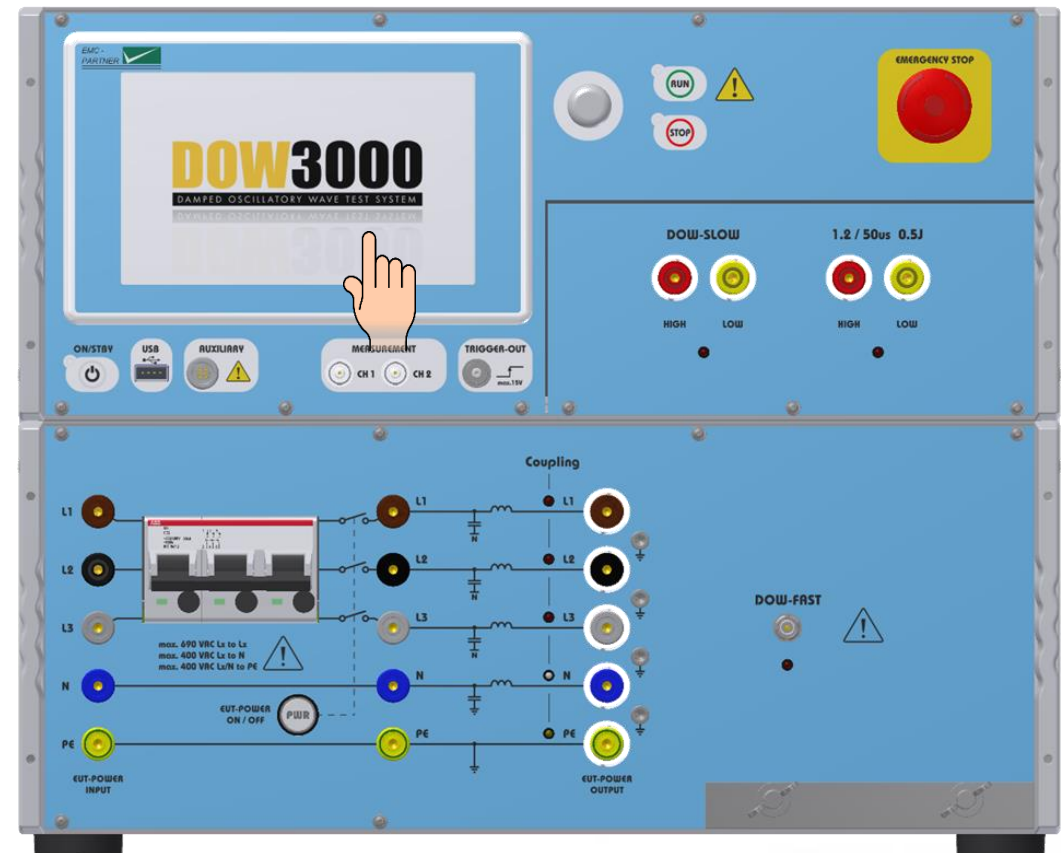 EMC-
PARTNER
DOW3000
DAMPED OSCILLATORY WAVE TEST SYSTEM
RUN
STOP
EMERGENCY STOP
DOW-SLOW
1.2 / 50us 0.5J
HIGH
LOW
HIGH
LOW
ON/STBY
USB
AUXILIARY
MEASUREMENT
CH 1
CH 2
TRIGGER-OUT
max.15V
Coupling
L1
L1
L1
ABB
L2
L2
L2
L3
L3
L3
N
N
N
N
max. 690 VAC Lx to Lx
max. 400 VAC Lx to N
max. 400 VAC Lx/N to PE
N
N
N
EUT-POWER
ON / OFF
PWR
PE
PE
PE
EUT-POWER
INPUT
EUT-POWER
OUTPUT
DOW-FAST